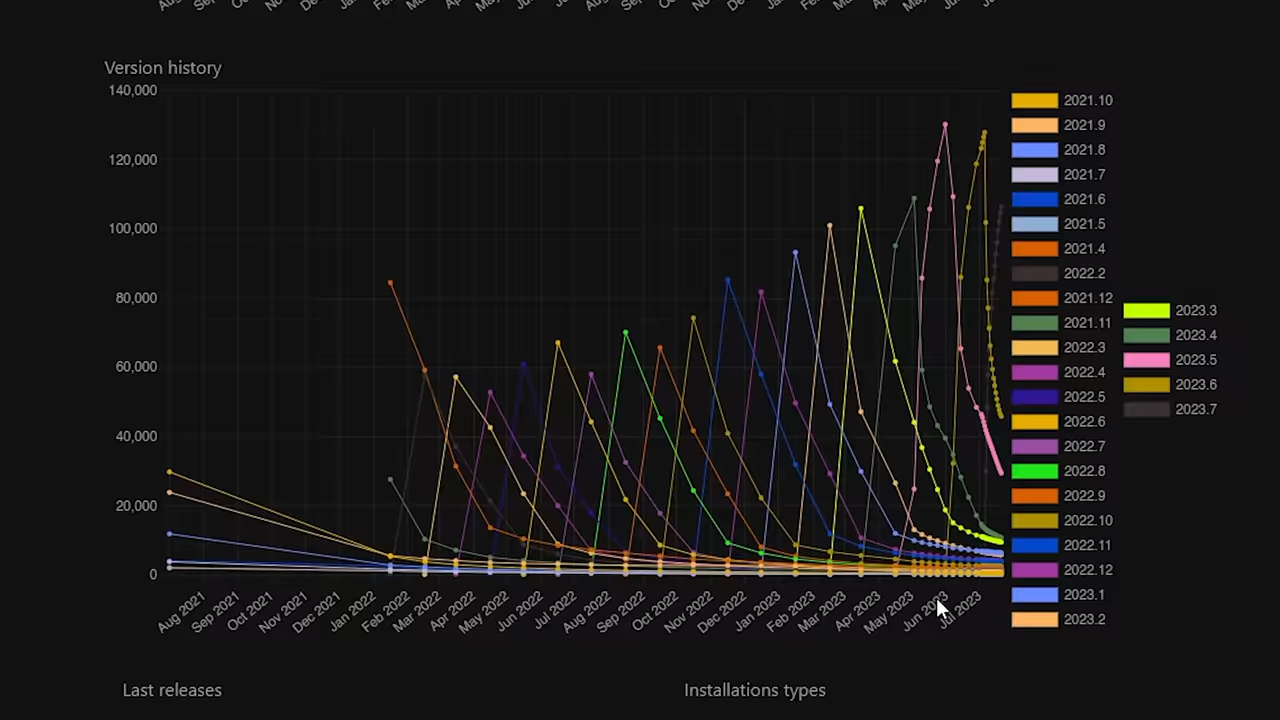 Version history
140,000
120,000
100,000
80,000
60,000
40,000
20,000
0
Aug 2021
Sep 2021
Oct 2021
Nov 2021
Dec 2021
Jan 2022
Feb 2022
Mar 2022
Apr 2022
May 2022
Jun 2022
Jul 2022
Aug 2022
Sep 2022
Oct 2022
Nov 2022
Dec 2022
Jan 2023
Feb 2023
Mar 2023
Apr 2023
May 2023
Jun 2023
Jul 2023
2021.10
2021.9
2021.8
2021.7
2021.6
2021.5
2021.4
2022.2
2021.12
2021.11
2022.3
2022.4
2022.5
2022.6
2022.7
2022.8
2022.9
2022.10
2022.11
2022.12
2023.1
2023.2
2023.3
2023.4
2023.5
2023.6
2023.7
Last releases
Installations types